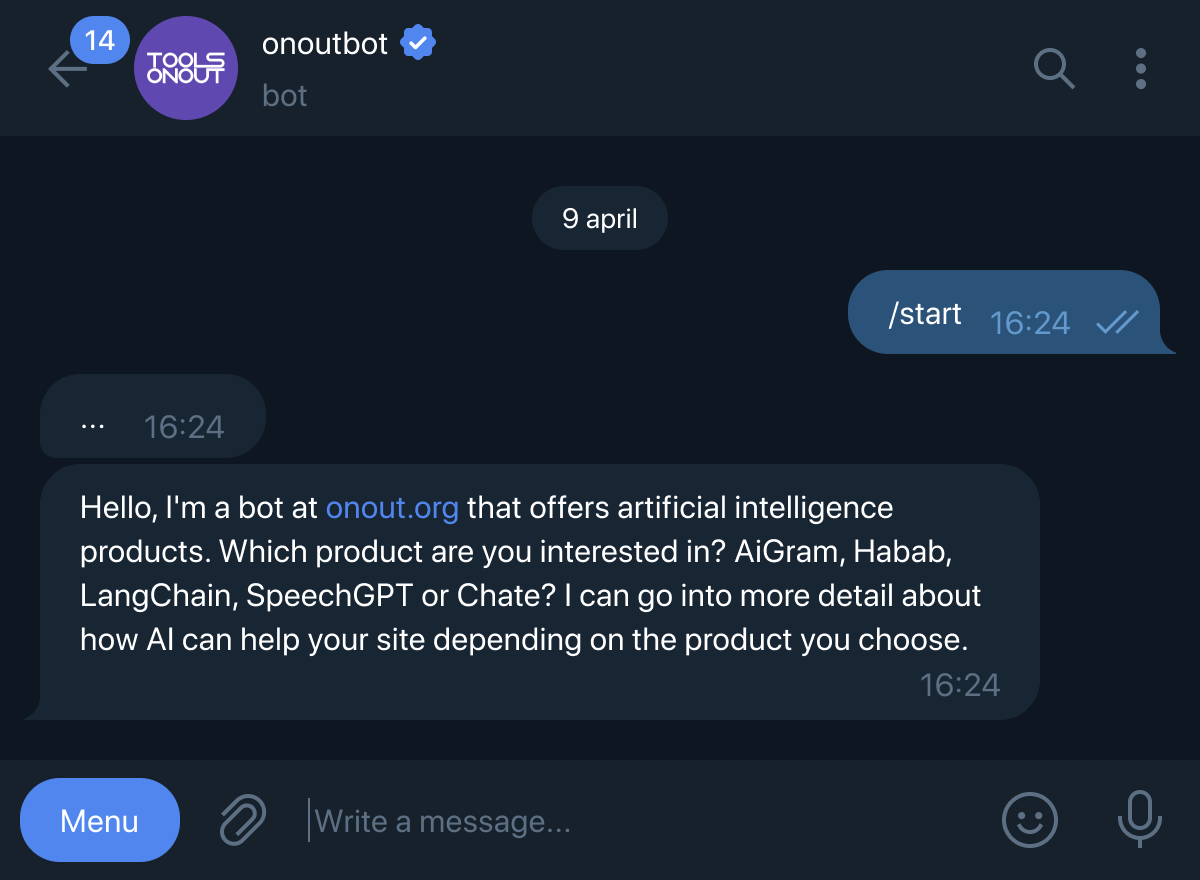 14
TOOLS
ONOUT
onoutbot
bot
9 april
/start 16:24
... 16:24
Hello, I'm a bot at onout.org that offers artificial intelligence
products. Which product are you interested in? AiGram, Habab,
LangChain, SpeechGPT or Chate? I can go into more detail about
how AI can help your site depending on the product you choose.
16:24
Menu
Write a message...